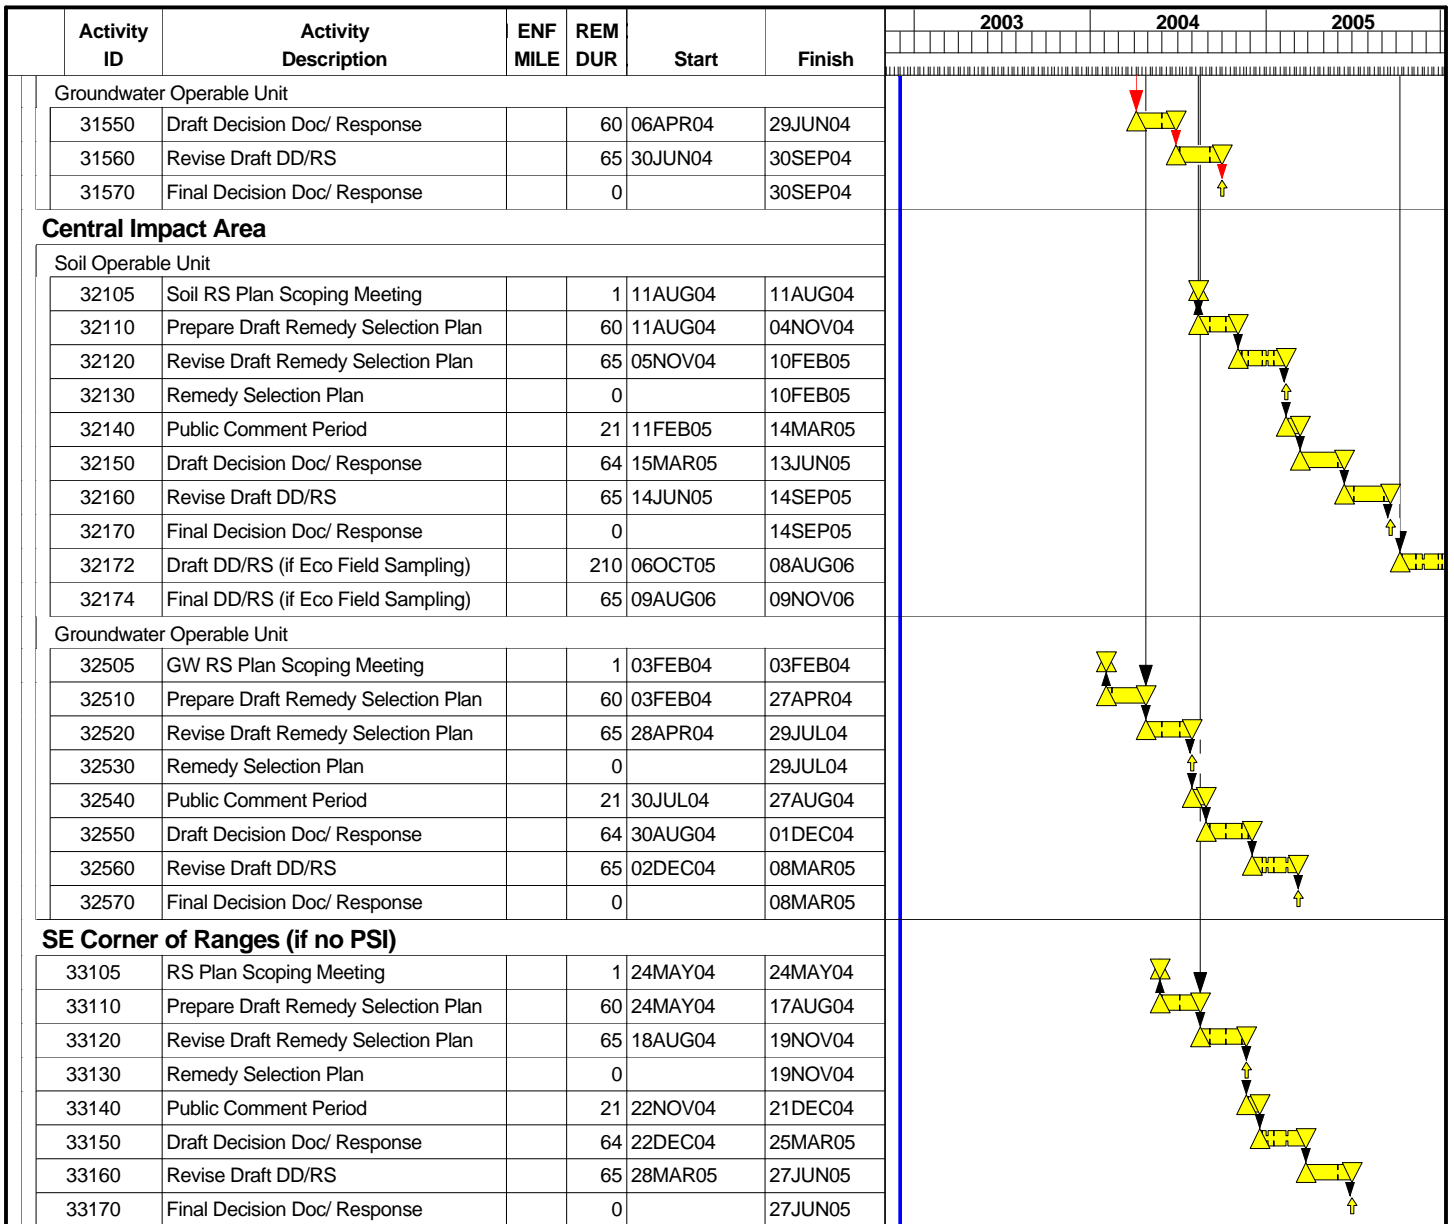 2003 2004 2005
Activity Activity ENF REM
ID Description MILE DUR Start Finish
Groundwater Operable Unit
31550 Draft Decision Doc/ Response 60 06APR04 29JUN04
31560 Revise Draft DD/RS 65 30JUN04 30SEP04
31570 Final Decision Doc/ Response 0 30SEP04
Central Impact Area
Soil Operable Unit
32105 Soil RS Plan Scoping Meeting 1 11AUG04 11AUG04
32110 Prepare Draft Remedy Selection Plan 60 11AUG04 04NOV04
32120 Revise Draft Remedy Selection Plan 65 05NOV04 10FEB05
32130 Remedy Selection Plan 0 10FEB05
32140 Public Comment Period 21 11FEB05 14MAR05
32150 Draft Decision Doc/ Response 64 15MAR05 13JUN05
32160 Revise Draft DD/RS 65 14JUN05 14SEP05
32170 Final Decision Doc/ Response 0 14SEP05
32172 Draft DD/RS (if Eco Field Sampling) 210 06OCT05 08AUG06
32174 Final DD/RS (if Eco Field Sampling) 65 09AUG06 09NOV06
Groundwater Operable Unit
32505 GW RS Plan Scoping Meeting 1 03FEB04 03FEB04
32510 Prepare Draft Remedy Selection Plan 60 03FEB04 27APR04
32520 Revise Draft Remedy Selection Plan 65 28APR04 29JUL04
32530 Remedy Selection Plan 0 29JUL04
32540 Public Comment Period 21 30JUL04 27AUG04
32550 Draft Decision Doc/ Response 64 30AUG04 01DEC04
32560 Revise Draft DD/RS 65 02DEC04 08MAR05
32570 Final Decision Doc/ Response 0 08MAR05
SE Corner of Ranges (if no PSI)
33105 RS Plan Scoping Meeting 1 24MAY04 24MAY04
33110 Prepare Draft Remedy Selection Plan 60 24MAY04 17AUG04
33120 Revise Draft Remedy Selection Plan 65 18AUG04 19NOV04
33130 Remedy Selection Plan 0 19NOV04
33140 Public Comment Period 21 22NOV04 21DEC04
33150 Draft Decision Doc/ Response 64 22DEC04 25MAR05
33160 Revise Draft DD/RS 65 28MAR05 27JUN05
33170 Final Decision Doc/ Response 0 27JUN05